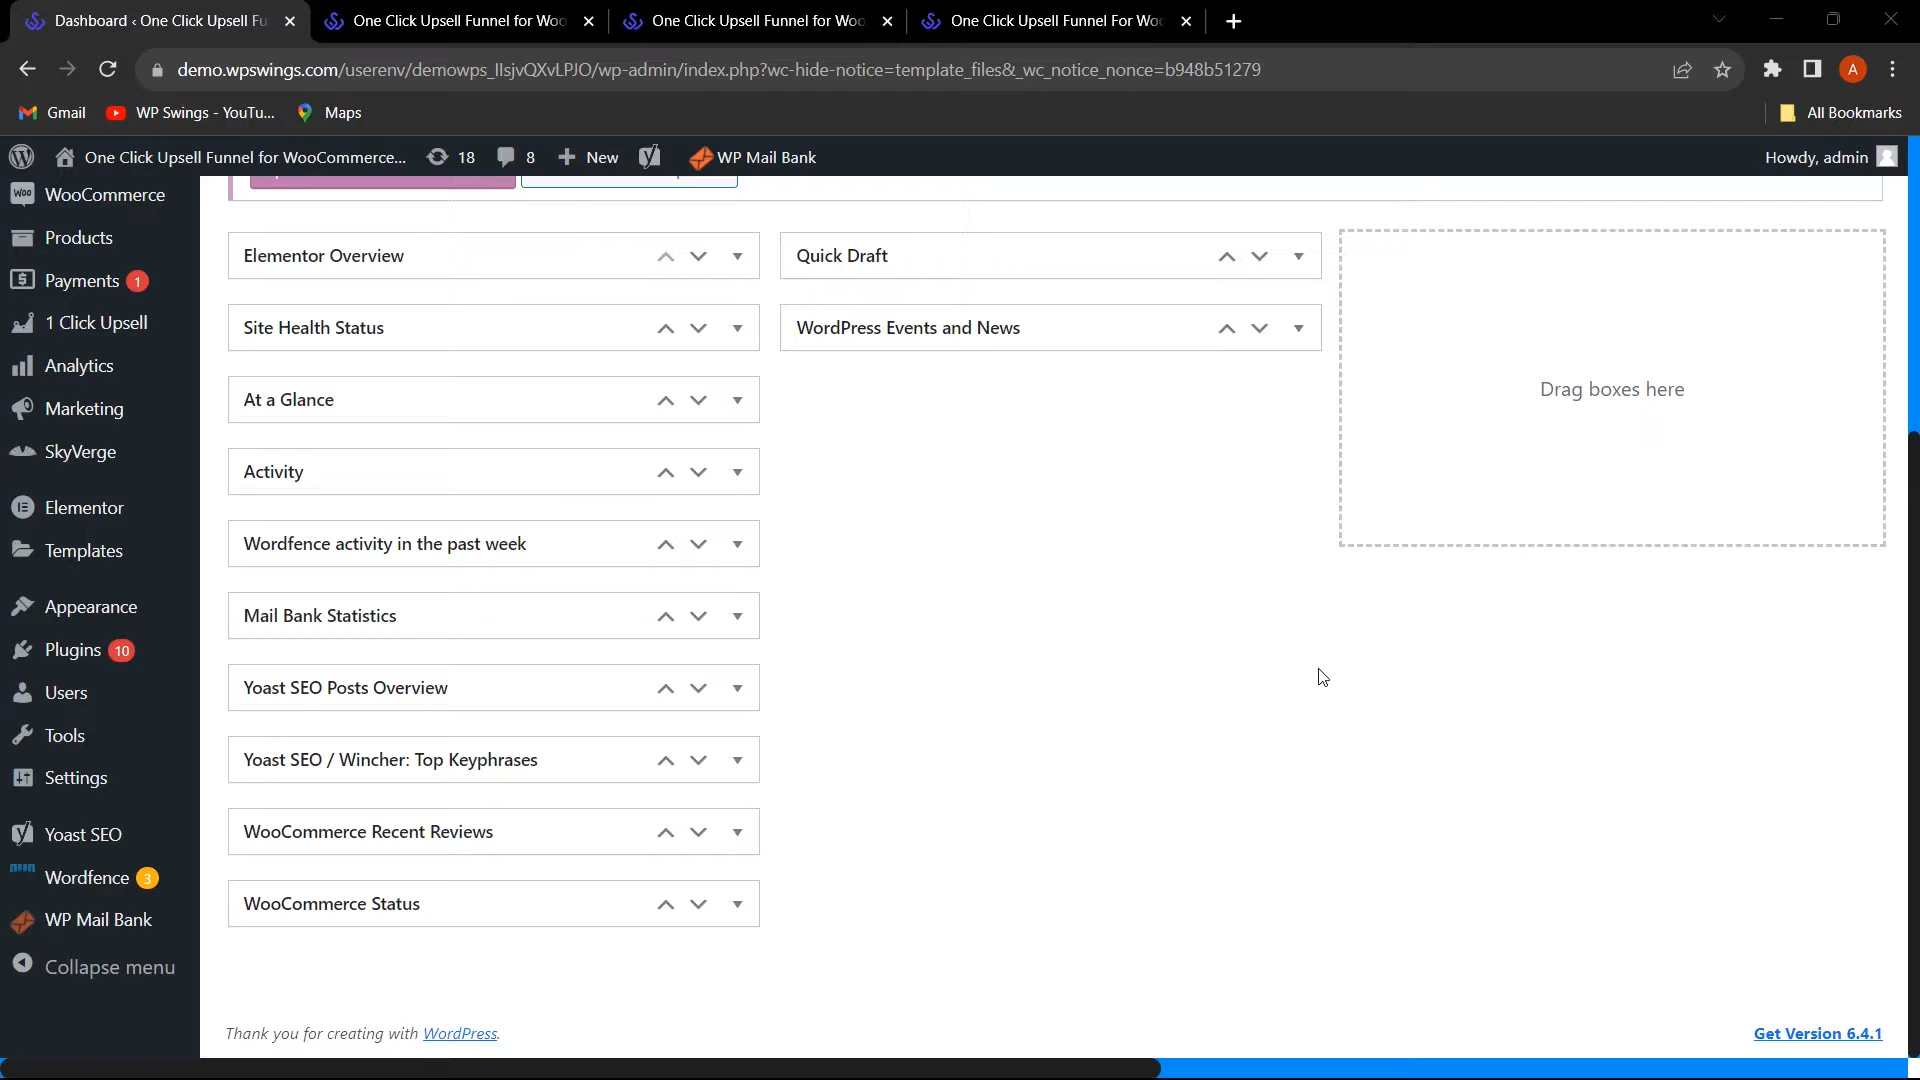 Dashboard ‹ One Click Upsell Fu
One Click Upsell Funnel for Woo
One Click Upsell Funnel for Woo
One Click Upsell Funnel For Woo
demo.wpswings.com/userenv/demowps_IlsjvQXvLPJO/wp-admin/index.php?wc-hide-notice=template_files&_wc_notice_nonce=b948b51279
A
Gmail
WP Swings - YouTu...
Maps
All Bookmarks
One Click Upsell Funnel for WooCommerce...
18
8
New
WP Mail Bank
Howdy, admin
WooCommerce
Products
Payments 1
1 Click Upsell
Analytics
Marketing
SkyVerge
Elementor
Templates
Appearance
Plugins 10
Users
Tools
Settings
Yoast SEO
Wordfence 3
WP Mail Bank
Collapse menu
Elementor Overview
Site Health Status
At a Glance
Activity
Wordfence activity in the past week
Mail Bank Statistics
Yoast SEO Posts Overview
Yoast SEO / Wincher: Top Keyphrases
WooCommerce Recent Reviews
WooCommerce Status
Quick Draft
WordPress Events and News
Drag boxes here
Thank you for creating with WordPress.
Get Version 6.4.1